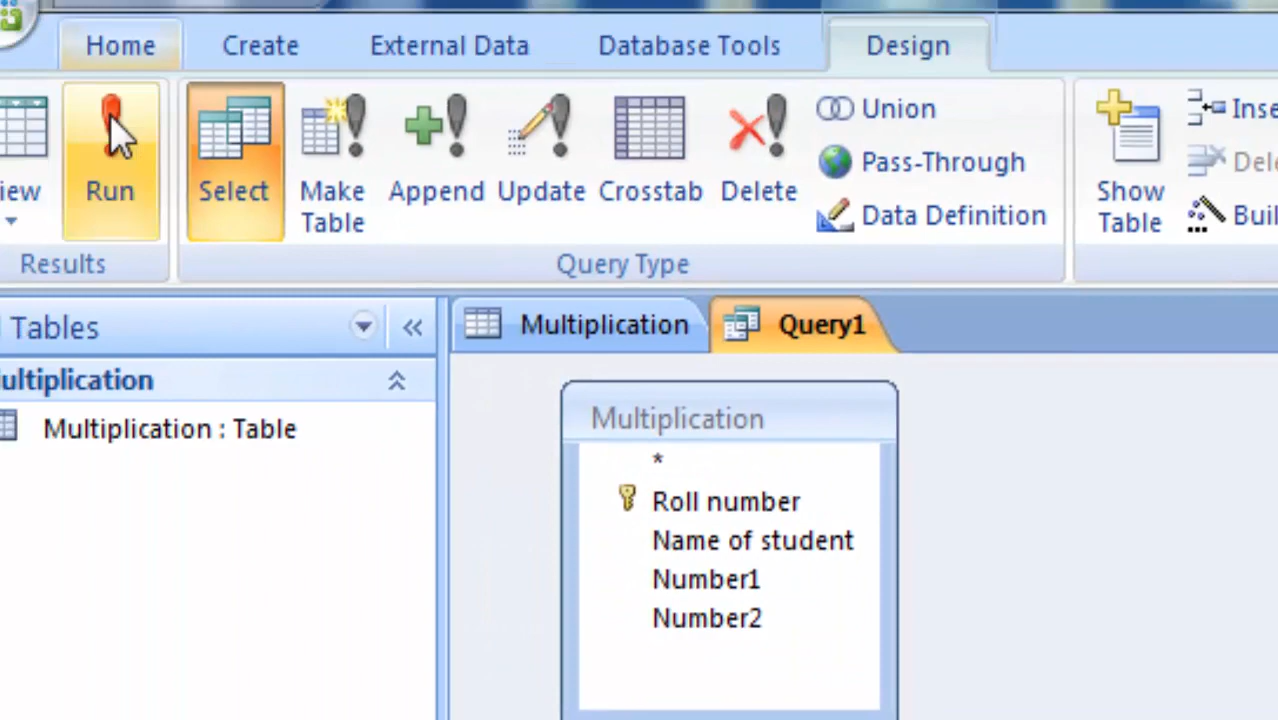 Home Create External Data Database Tools Design
Run Select Make Table Append Update Crosstab Delete Union Pass-Through Data Definition Show Table
Results Query Type
Tables Multiplication Query1
Multiplication : Table
Multiplication
*
Roll number
Name of student
Number1
Number2